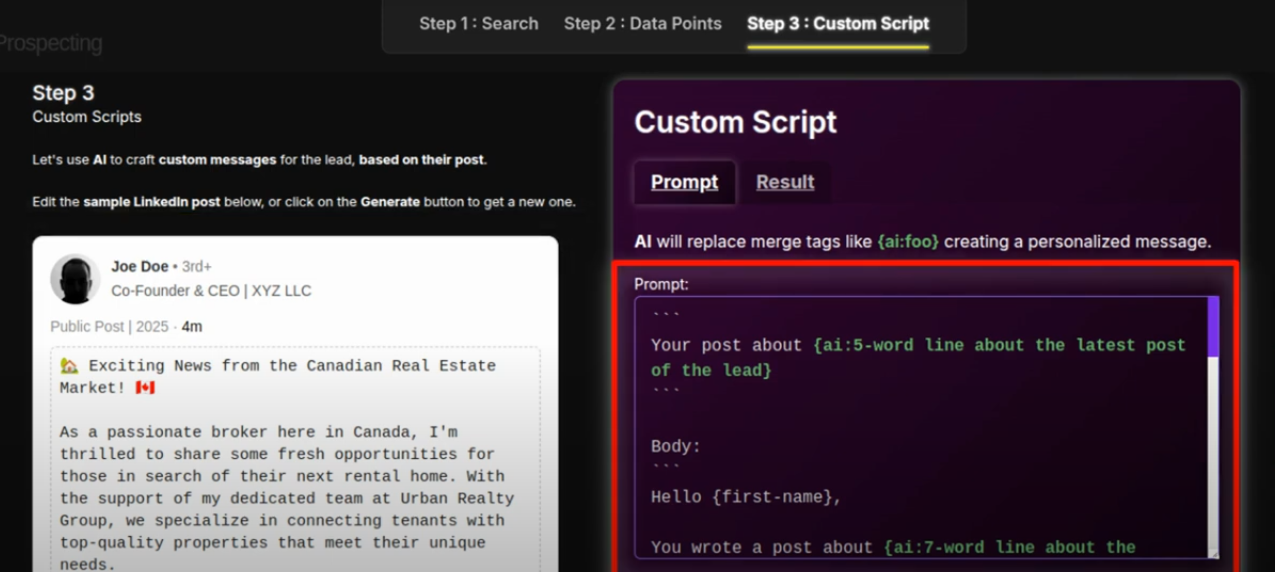 Prospecting
Step 1 : Search
Step 2 : Data Points
Step 3 : Custom Script
Step 3
Custom Scripts
Let's use AI to craft custom messages for the lead, based on their post.
Edit the sample LinkedIn post below, or click on the Generate button to get a new one.
Joe Doe • 3rd+
Co-Founder & CEO | XYZ LLC
Public Post | 2025 · 4m
🏡 Exciting News from the Canadian Real Estate
Market! 🇨🇦
As a passionate broker here in Canada, I'm
thrilled to share some fresh opportunities for
those in search of their next rental home. With
the support of my dedicated team at Urban Realty
Group, we specialize in connecting tenants with
top-quality properties that meet their unique
needs.
Custom Script
Prompt
Result
AI will replace merge tags like {ai:foo} creating a personalized message.
Prompt:
```
Your post about {ai:5-word line about the latest post
of the lead}
```
Body:
```
Hello {first-name},
You wrote a post about {ai:7-word line about the